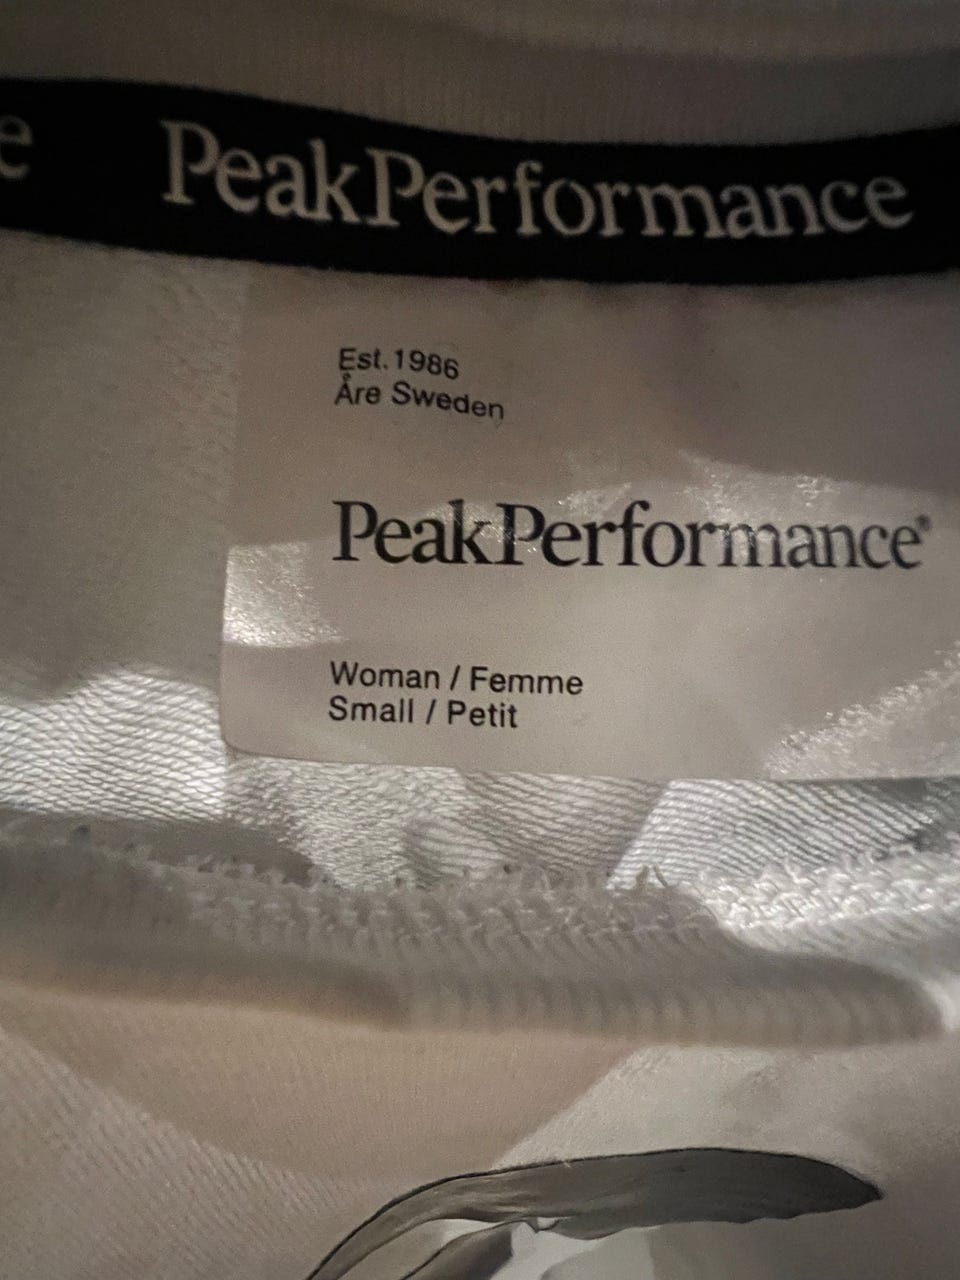 e PeakPerformance
Est. 1986
Åre Sweden
PeakPerformance®
Woman / Femme
Small / Petit